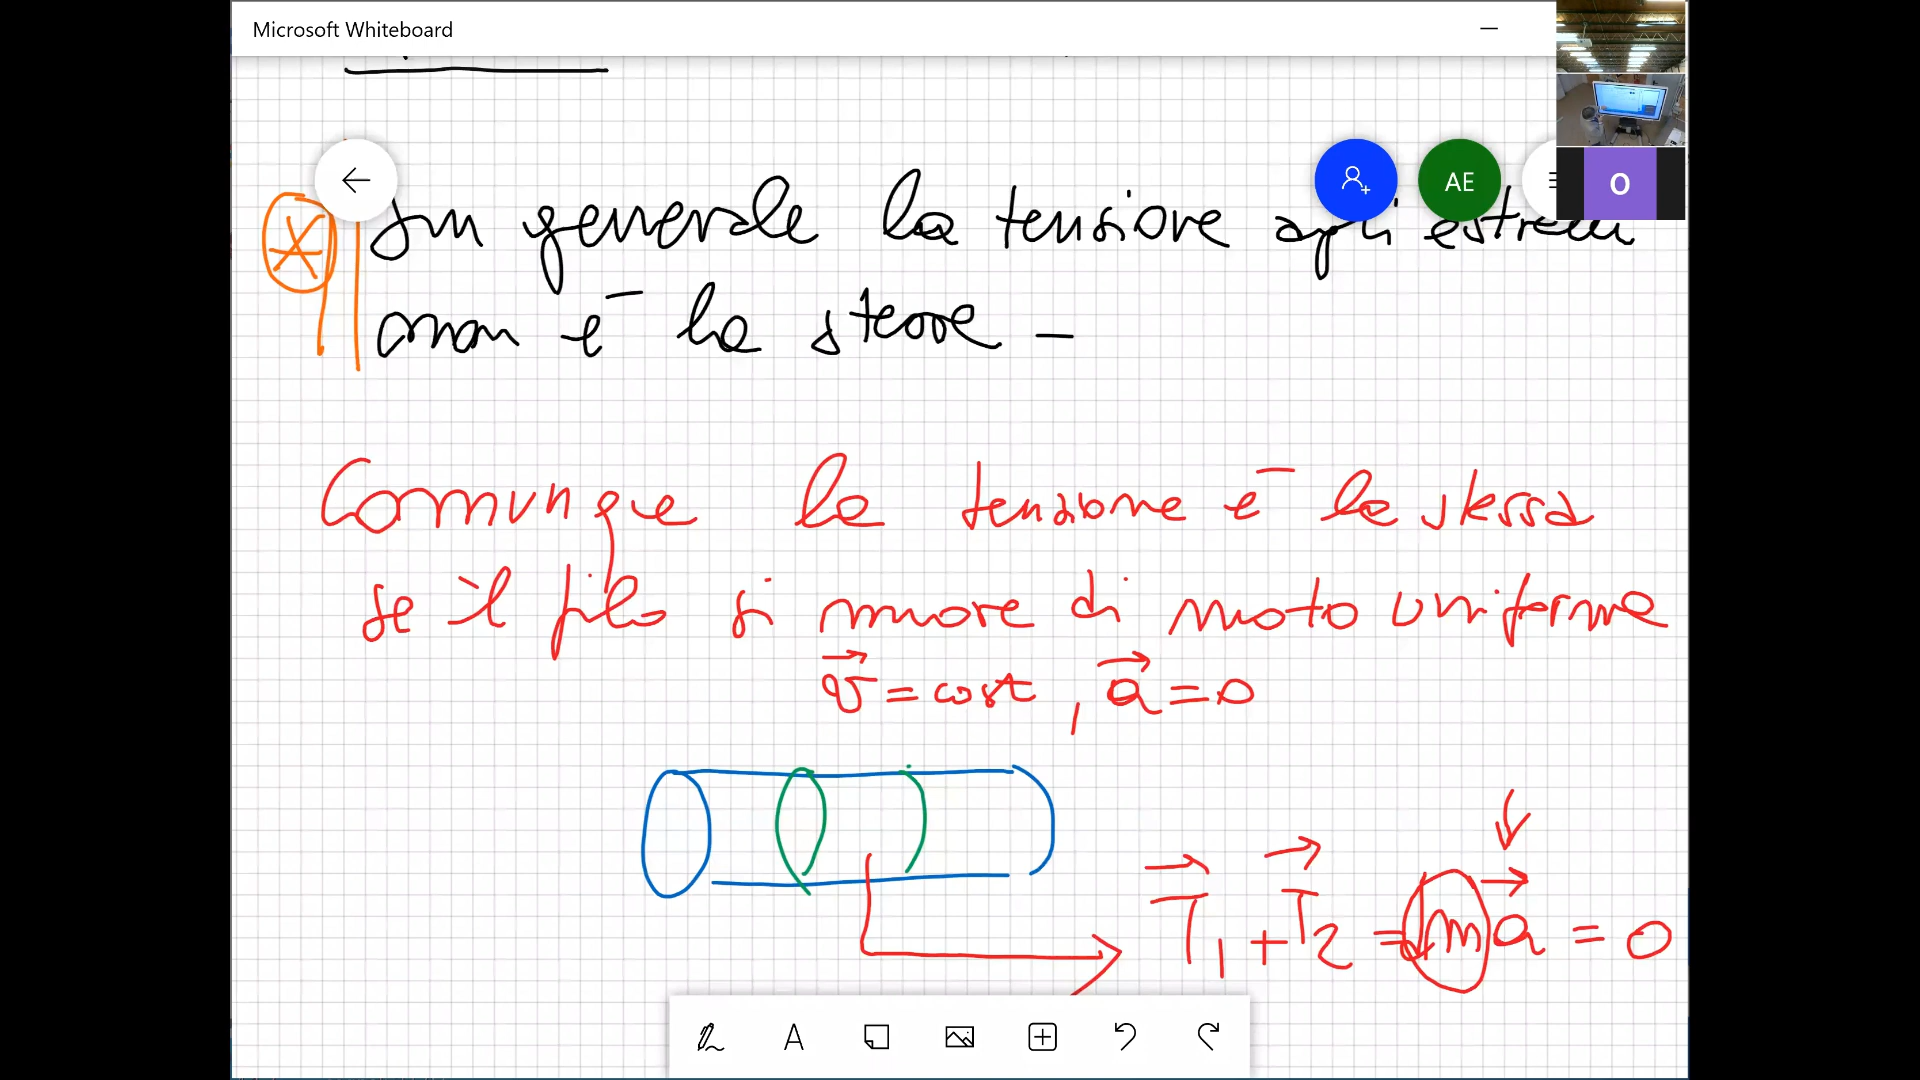 Microsoft Whiteboard
AE
O
In generale la tensione agli estremi
non è la stessa –
Comunque la tensione è la stessa
se il filo si muove di moto uniforme
v⃗ = cost , a⃗ = 0
T⃗₁ + T⃗₂ = dm a⃗ = 0
A